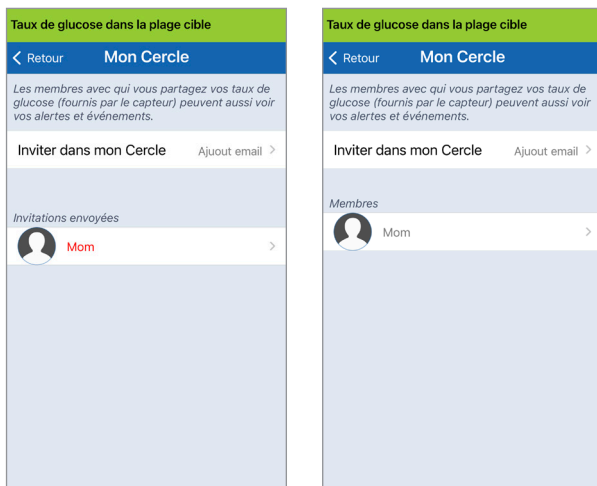 Taux de glucose dans la plage cible
Retour Mon Cercle
Les membres avec qui vous partagez vos taux de
glucose (fournis par le capteur) peuvent aussi voir
vos alertes et événements.
Inviter dans mon Cercle Ajuout email
Invitations envoyées
Mom
Taux de glucose dans la plage cible
Retour Mon Cercle
Les membres avec qui vous partagez vos taux de
glucose (fournis par le capteur) peuvent aussi voir
vos alertes et événements.
Inviter dans mon Cercle Ajuout email
Membres
Mom